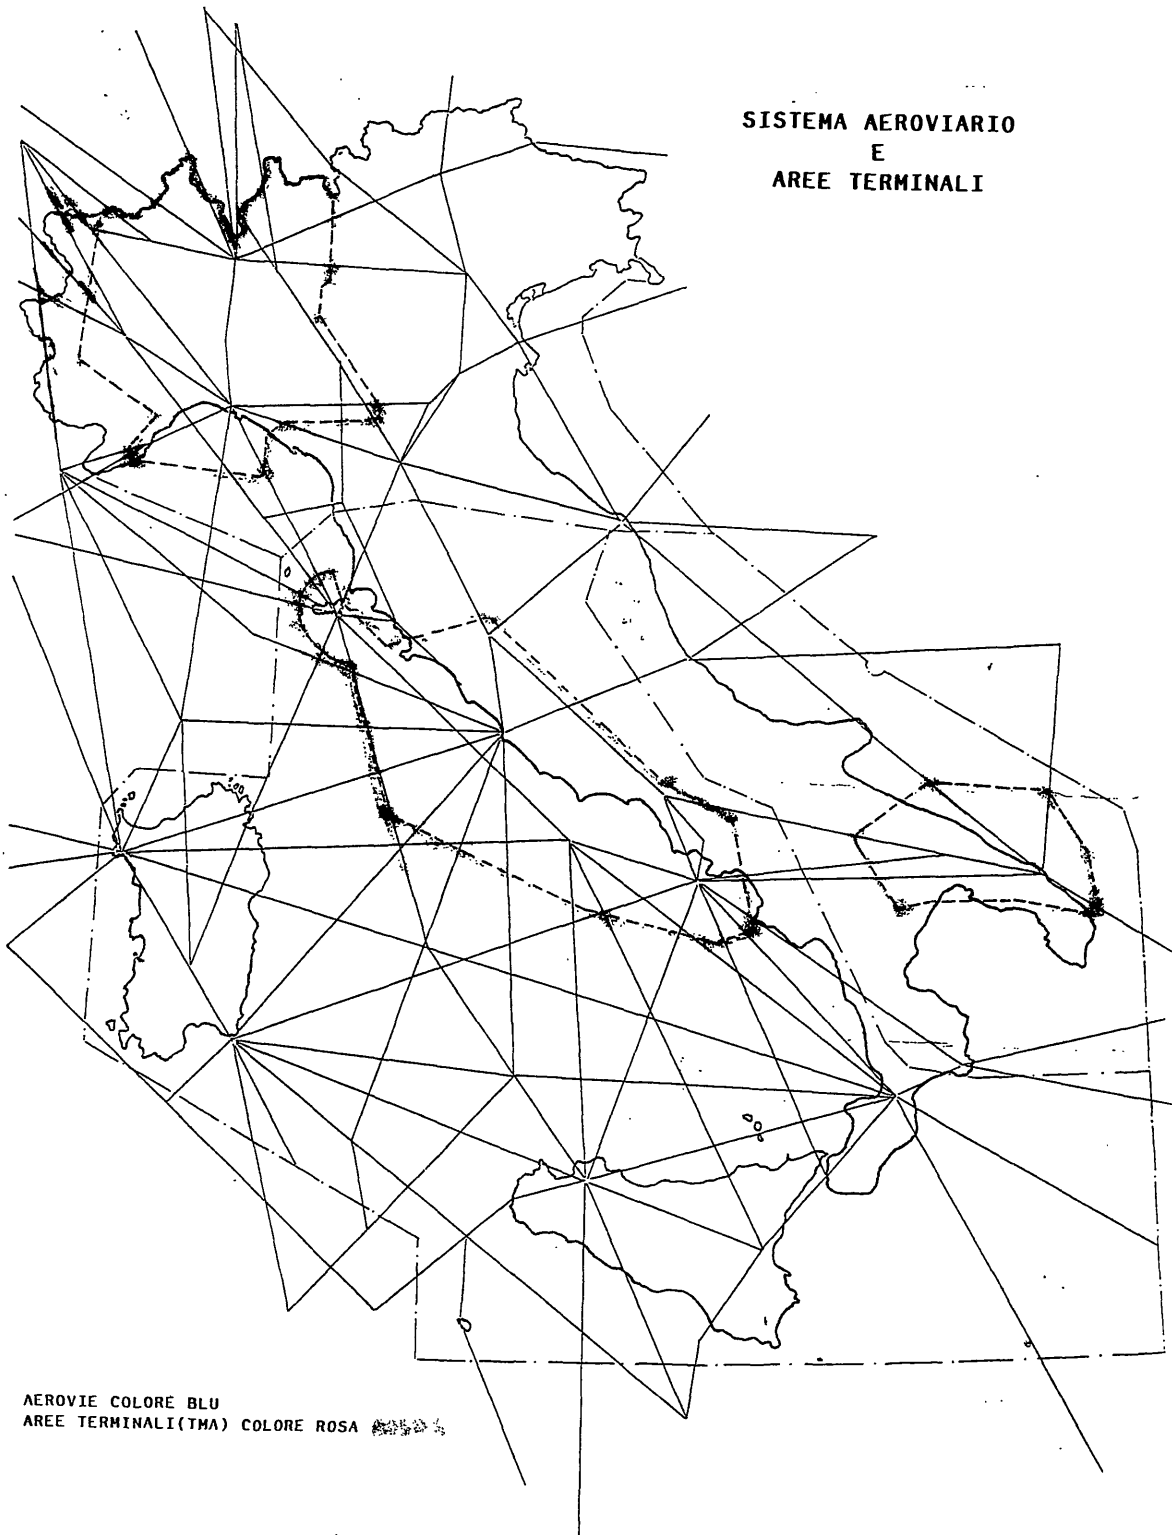 SISTEMA AEROVIARIO
E
AREE TERMINALI
AEROVIE COLORE BLU
AREE TERMINALI(TMA) COLORE ROSA